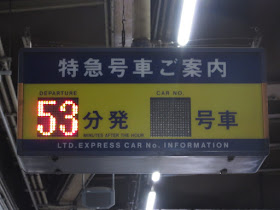 特急号車ご案内
DEPARTURE
CAR NO.
53分発 号車
MINUTES AFTER THE HOUR
LTD.EXPRESS CAR No. INFORMATION